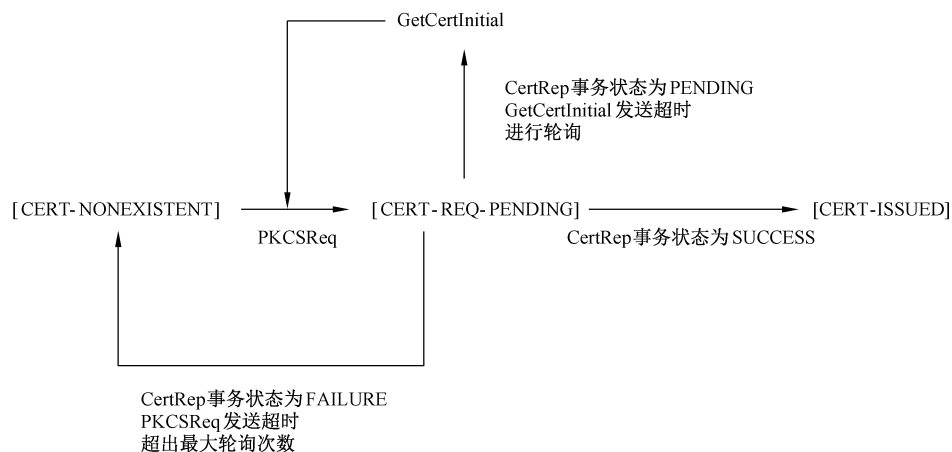 GetCertInitial
CertRep事务状态为PENDING
GetCertInitial发送超时
进行轮询
[CERT-NONEXISTENT]
PKCSReq
[CERT-REQ-PENDING]
CertRep事务状态为SUCCESS
[CERT-ISSUED]
CertRep事务状态为FAILURE
PKCSReq发送超时
超出最大轮询次数